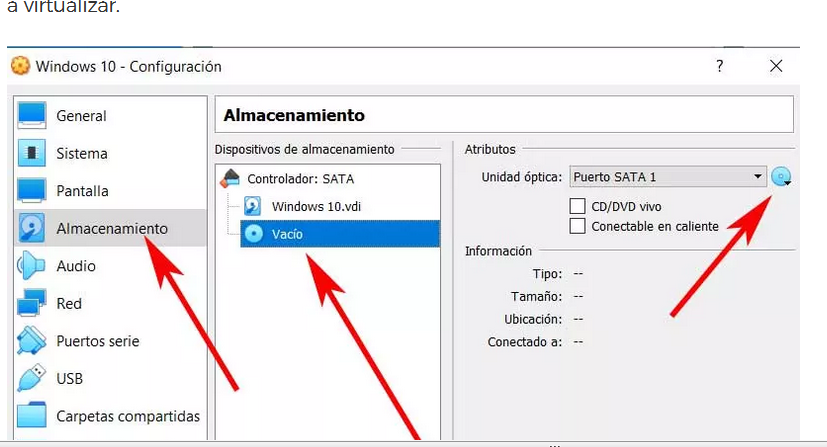 a virtualizar.
Windows 10 - Configuración
?
General
Sistema
Pantalla
Almacenamiento
Audio
Red
Puertos serie
USB
Carpetas compartidas
Almacenamiento
Dispositivos de almacenamiento
Controlador: SATA
Windows 10.vdi
Vacío
Atributos
Unidad óptica: Puerto SATA 1
CD/DVD vivo
Conectable en caliente
Información
Tipo: --
Tamaño: --
Ubicación: --
Conectado a: --